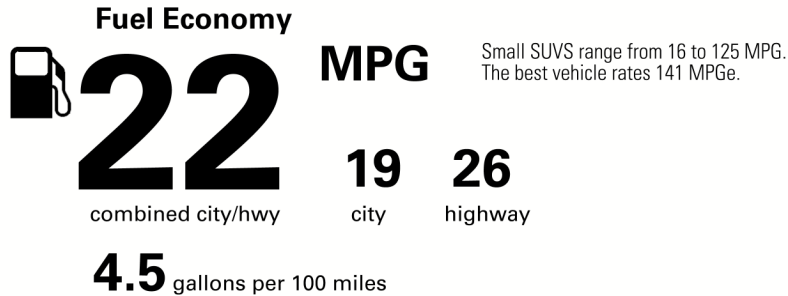 Fuel Economy
22 MPG
Small SUVS range from 16 to 125 MPG.
The best vehicle rates 141 MPGe.
19 26
combined city/hwy city highway
4.5 gallons per 100 miles